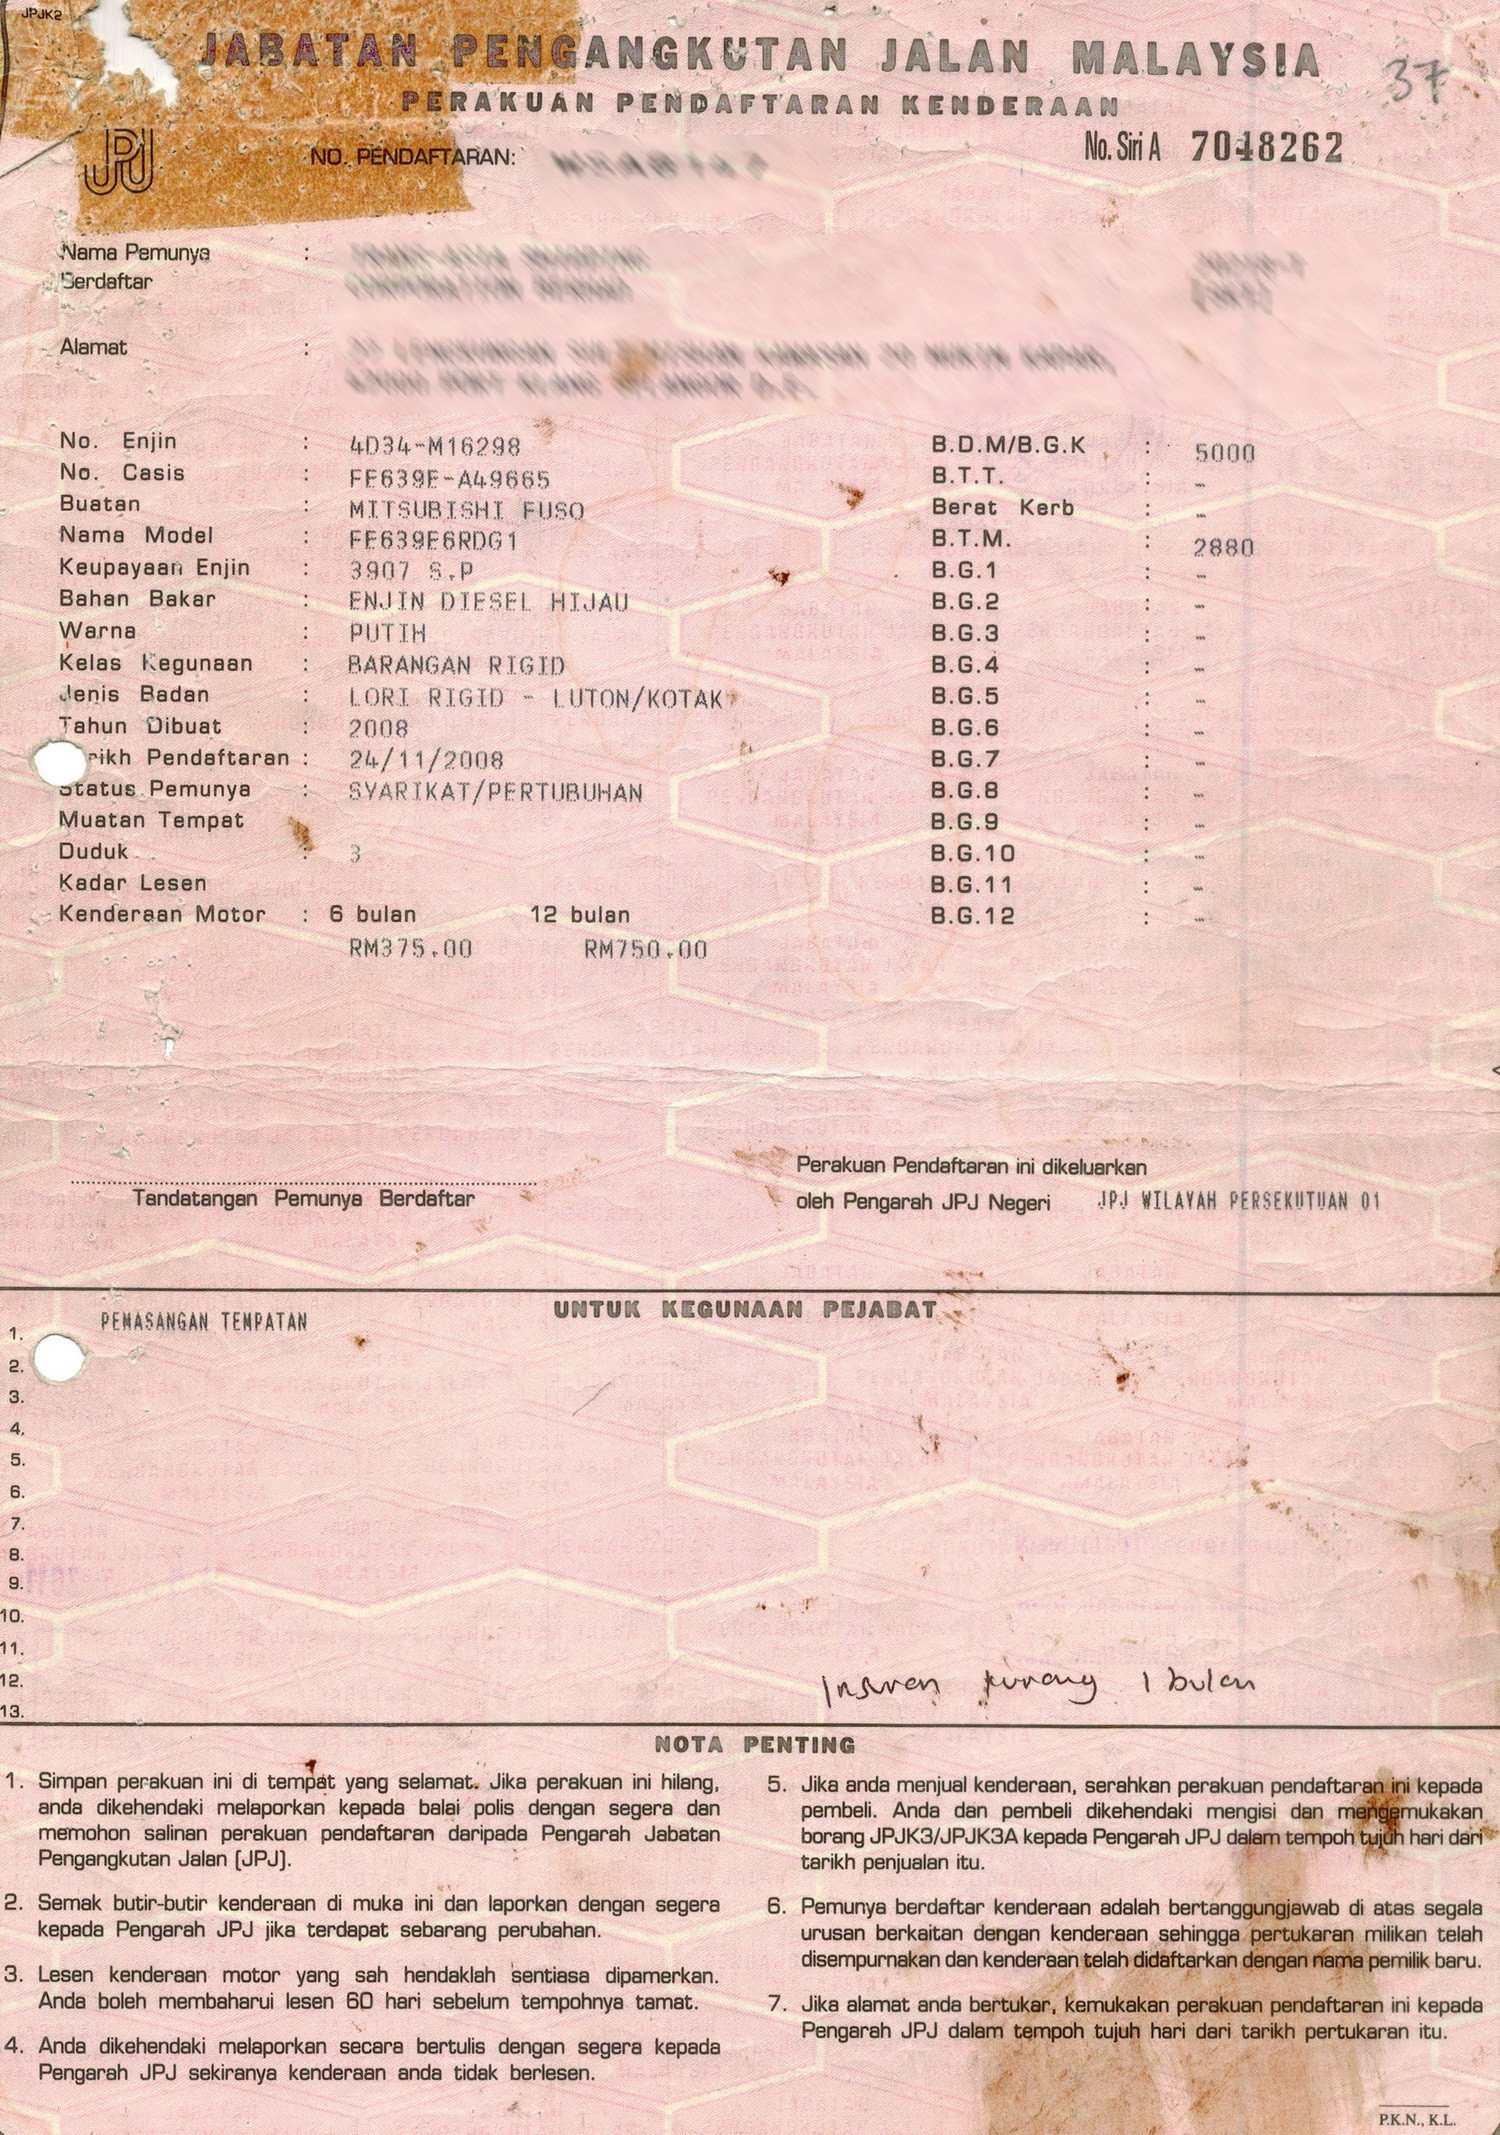 JPJK2
JABATAN PENGANGKUTAN JALAN MALAYSIA
37
PERAKUAN PENDAFTARAN KENDERAAN
JPJ
NO. PENDAFTARAN:
No. Siri A 7048262
Nama Pemunya :
Berdaftar
Alamat :
No. Enjin : 4D34-M16298
B.D.M/B.G.K : 5000
No. Casis : FE639E-A49665
B.T.T. : -
Buatan : MITSUBISHI FUSO
Berat Kerb : -
Nama Model : FE639E6RDG1
B.T.M. : 2880
Keupayaan Enjin : 3907 S.P
B.G.1 : -
Bahan Bakar : ENJIN DIESEL HIJAU
B.G.2 : -
Warna : PUTIH
B.G.3 : -
Kelas Kegunaan : BARANGAN RIGID
B.G.4 : -
Jenis Badan : LORI RIGID - LUTON/KOTAK
B.G.5 : -
Tahun Dibuat : 2008
B.G.6 : -
rikh Pendaftaran : 24/11/2008
B.G.7 : -
Status Pemunya : SYARIKAT/PERTUBUHAN
B.G.8 : -
Muatan Tempat
B.G.9 : -
Duduk : 3
B.G.10 : -
Kadar Lesen
B.G.11 : -
Kenderaan Motor : 6 bulan 12 bulan
B.G.12 : -
RM375.00 RM750.00
Perakuan Pendaftaran ini dikeluarkan
Tandatangan Pemunya Berdaftar
oleh Pengarah JPJ Negeri JPJ WILAYAH PERSEKUTUAN 01
UNTUK KEGUNAAN PEJABAT
PEMASANGAN TEMPATAN
1.
2.
3.
4.
5.
6.
7.
8.
9.
10.
11.
12.
Insuren kurang 1 bulan
13.
NOTA PENTING
1. Simpan perakuan ini di tempat yang selamat. Jika perakuan ini hilang,
anda dikehendaki melaporkan kepada balai polis dengan segera dan
memohon salinan perakuan pendaftaran daripada Pengarah Jabatan
Pengangkutan Jalan (JPJ).
2. Semak butir-butir kenderaan di muka ini dan laporkan dengan segera
kepada Pengarah JPJ jika terdapat sebarang perubahan.
3. Lesen kenderaan motor yang sah hendaklah sentiasa dipamerkan.
Anda boleh membaharui lesen 60 hari sebelum tempohnya tamat.
4. Anda dikehendaki melaporkan secara bertulis dengan segera kepada
Pengarah JPJ sekiranya kenderaan anda tidak berlesen.
5. Jika anda menjual kenderaan, serahkan perakuan pendaftaran ini kepada
pembeli. Anda dan pembeli dikehendaki mengisi dan mengemukakan
borang JPJK3/JPJK3A kepada Pengarah JPJ dalam tempoh tujuh hari dari
tarikh penjualan itu.
6. Pemunya berdaftar kenderaan adalah bertanggungjawab di atas segala
urusan berkaitan dengan kenderaan sehingga pertukaran milikan telah
disempurnakan dan kenderaan telah didaftarkan dengan nama pemilik baru.
7. Jika alamat anda bertukar, kemukakan perakuan pendaftaran ini kepada
Pengarah JPJ dalam tempoh tujuh hari dari tarikh pertukaran itu.
P.K.N., K.L.